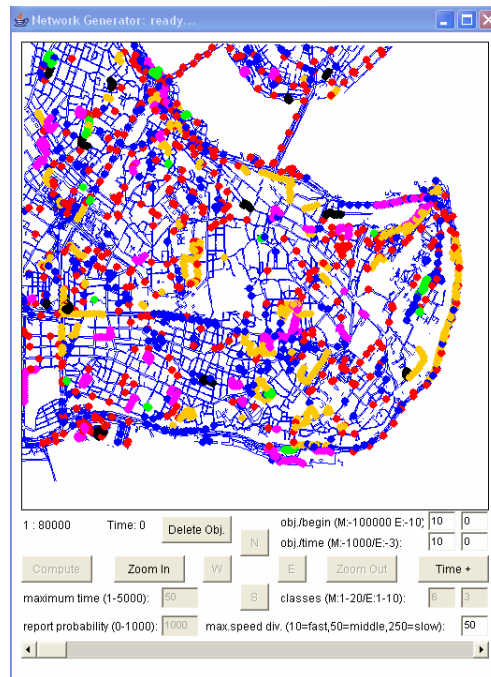 Network Generator: ready...
1 : 80000 Time: 0 Delete Obj. obj./begin (M:-100000 E:-10) 10 0
N obj./time (M:-1000/E:-3): 10 0
Compute Zoom In W E Zoom Out Time +
maximum time (1-5000): 50 S classes (M:1-20/E:1-10): 6 3
report probability (0-1000): 1000 max.speed div. (10=fast,50=middle,250=slow): 50